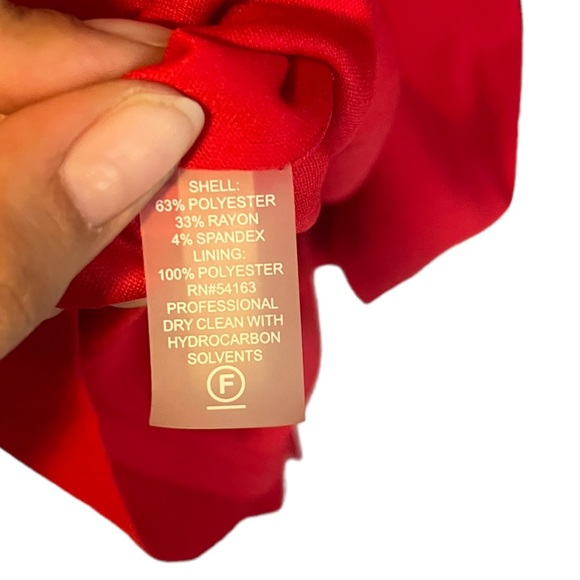 SHELL:
63% POLYESTER
33% RAYON
4% SPANDEX
LINING:
100% POLYESTER
RN#54163
PROFESSIONAL
DRY CLEAN WITH
HYDROCARBON
SOLVENTS
F